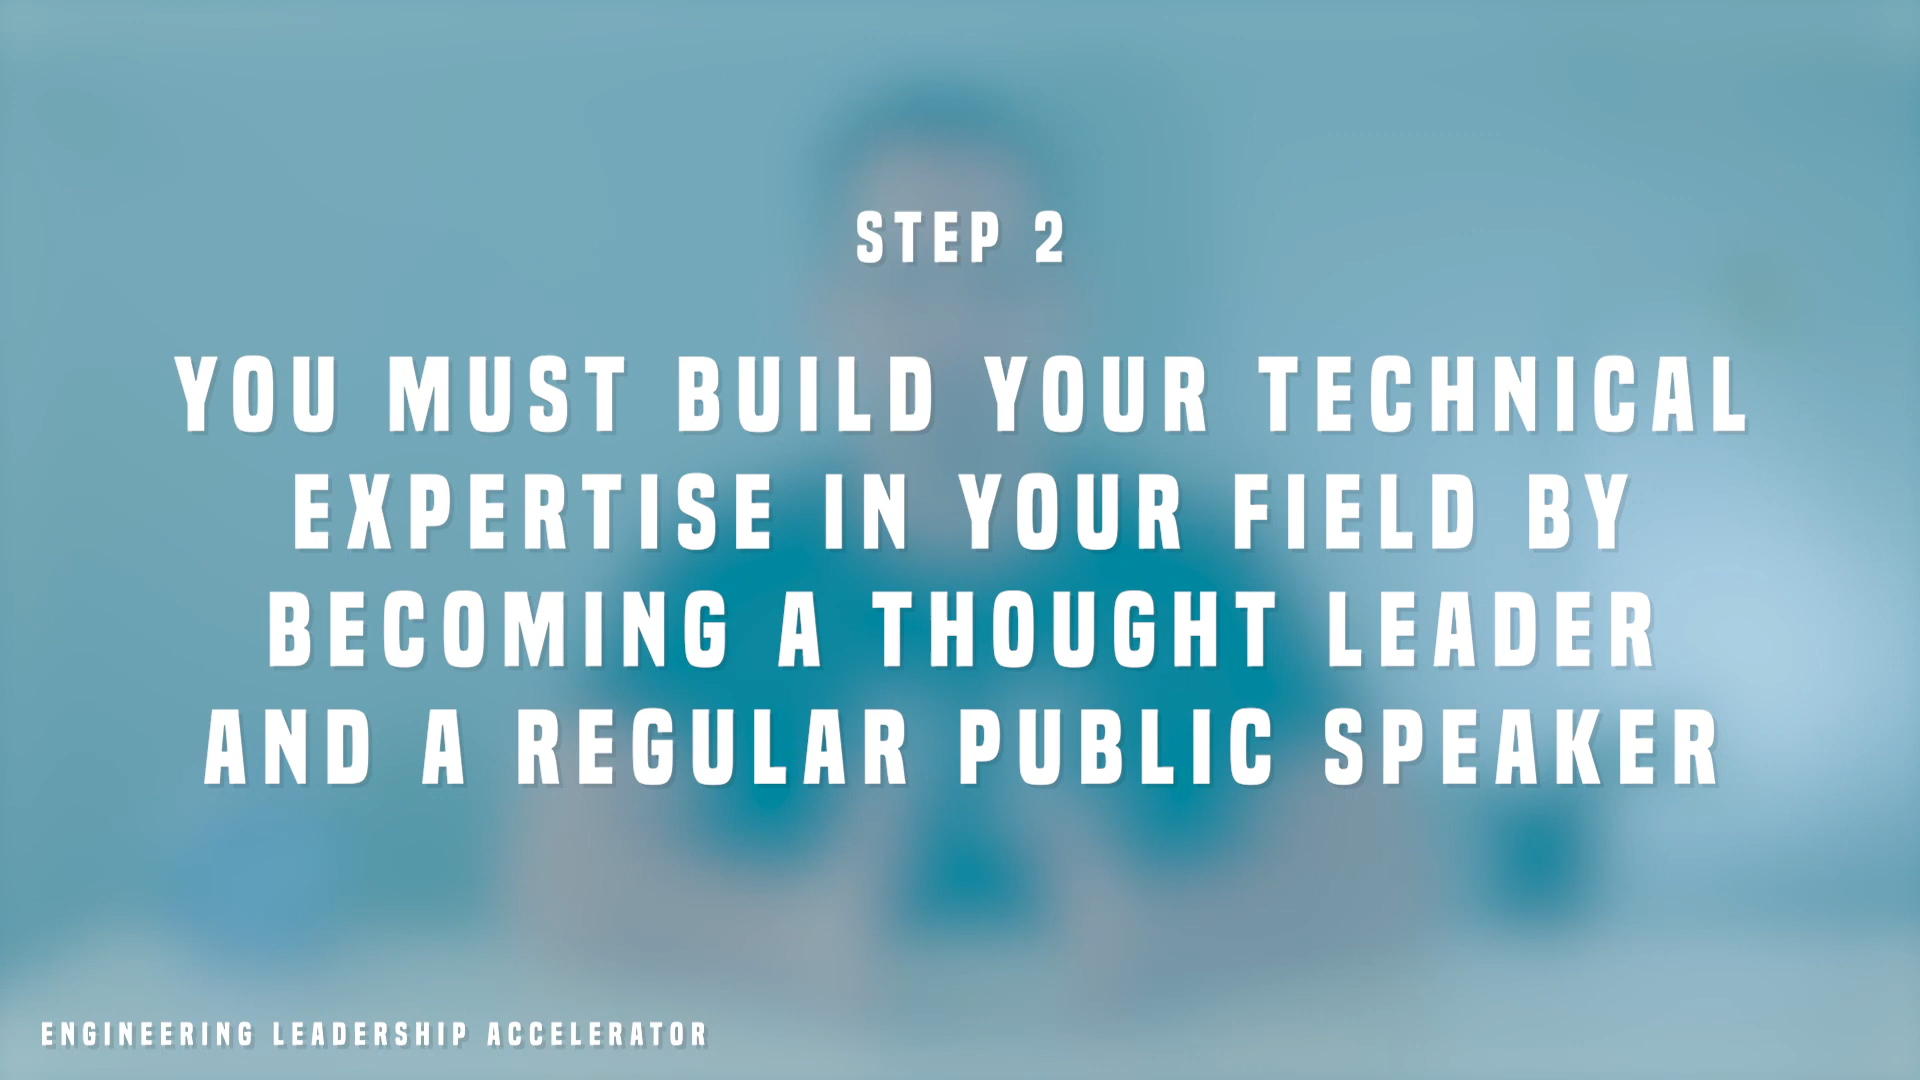 STEP 2
YOU MUST BUILD YOUR TECHNICAL
EXPERTISE IN YOUR FIELD BY
BECOMING A THOUGHT LEADER
AND A REGULAR PUBLIC SPEAKER
ENGINEERING LEADERSHIP ACCELERATOR